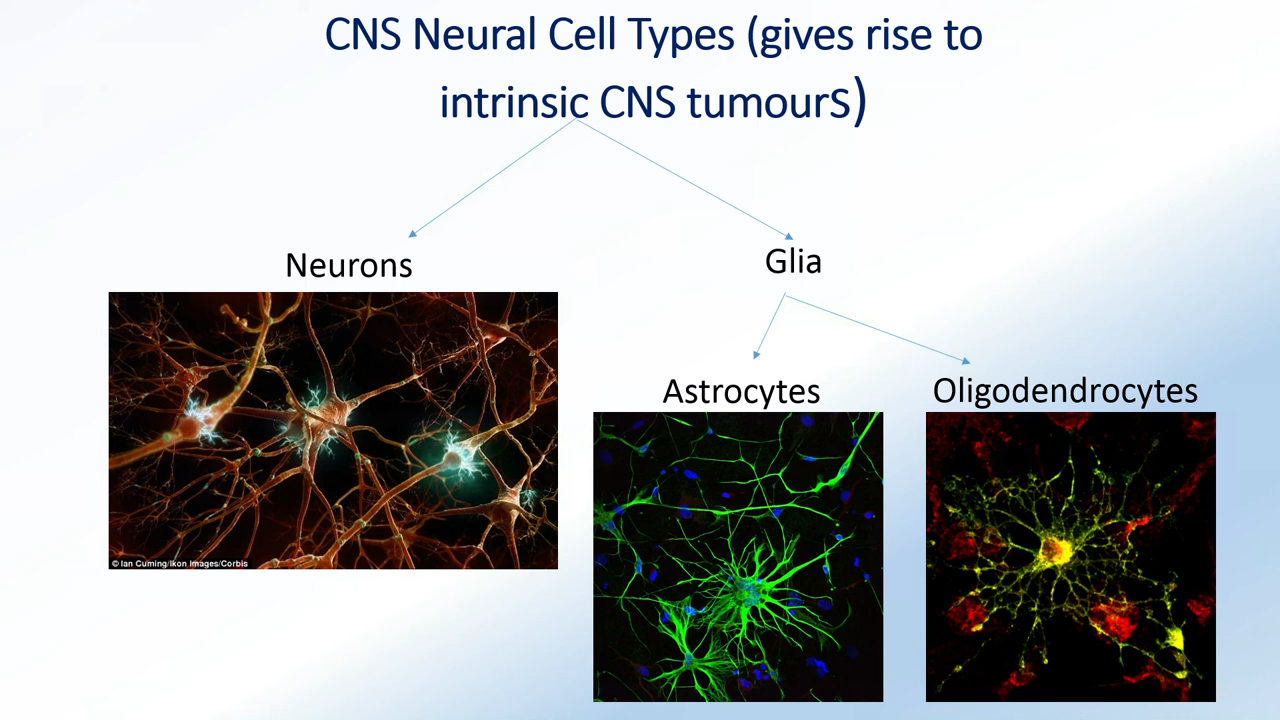 CNS Neural Cell Types (gives rise to
intrinsic CNS tumours)
Neurons
Glia
Astrocytes
Oligodendrocytes
© Ian Cuming/Ikon Images/Corbis